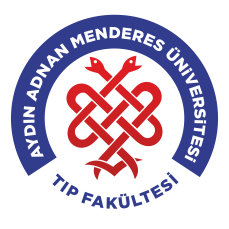 AYDIN ADNAN MENDERES ÜNİVERSİTESİ
TIP FAKÜLTESİ